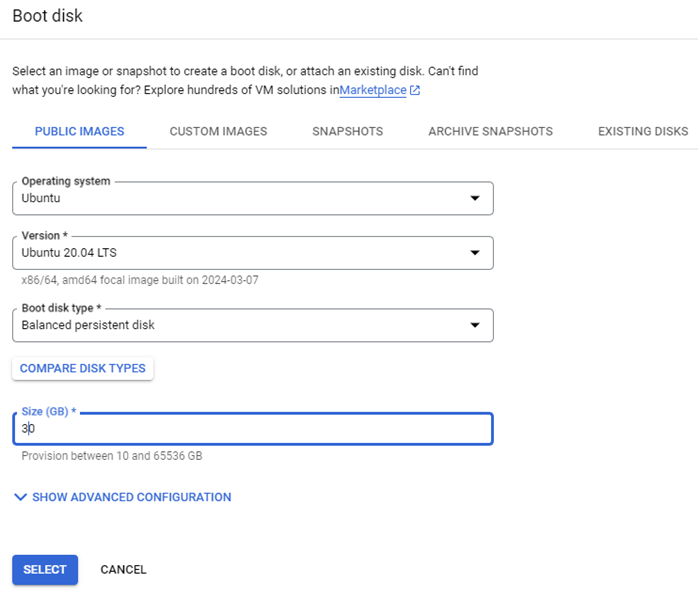 Boot disk
Select an image or snapshot to create a boot disk, or attach an existing disk. Can't find
what you're looking for? Explore hundreds of VM solutions inMarketplace
PUBLIC IMAGES CUSTOM IMAGES SNAPSHOTS ARCHIVE SNAPSHOTS EXISTING DISKS
Operating system
Ubuntu
Version *
Ubuntu 20.04 LTS
x86/64, amd64 focal image built on 2024-03-07
Boot disk type *
Balanced persistent disk
COMPARE DISK TYPES
Size (GB) *
30
Provision between 10 and 65536 GB
SHOW ADVANCED CONFIGURATION
SELECT CANCEL